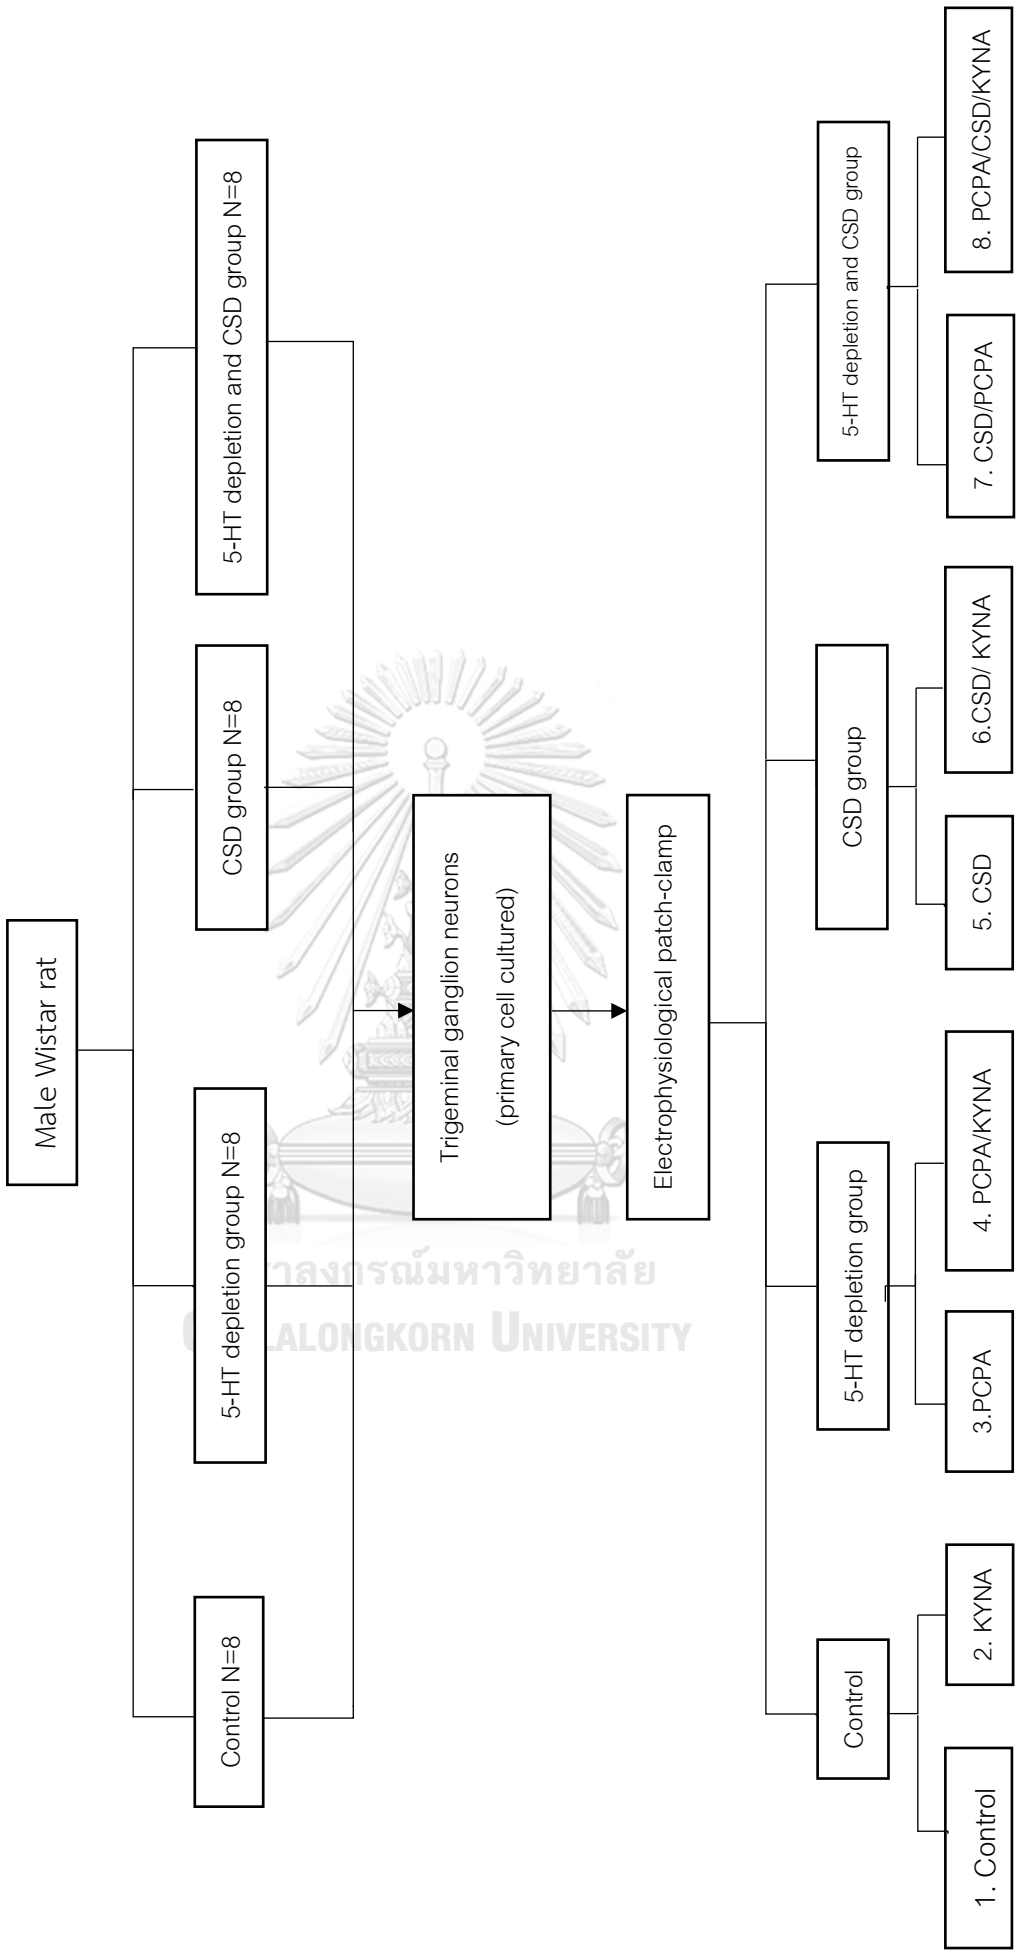 Male Wistar rat
Control N=8
5-HT depletion group N=8
CSD group N=8
5-HT depletion and CSD group N=8
Trigeminal ganglion neurons
(primary cell cultured)
Electrophysiological patch-clamp
Control
5-HT depletion group
CSD group
5-HT depletion and CSD group
1. Control
2. KYNA
3.PCPA
4. PCPA/KYNA
5. CSD
6.CSD/ KYNA
7. CSD/PCPA
8. PCPA/CSD/KYNA
าลงกรณ์มหาวิทยาลัย
LALONGKORN UNIVERSITY